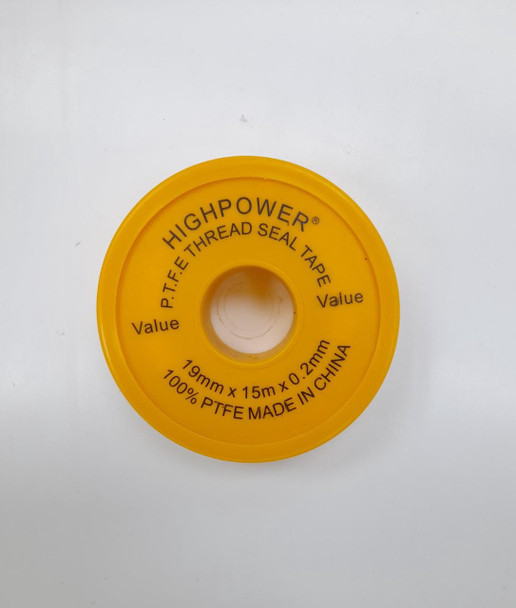 HIGHPOWER®
P.T.F.E THREAD SEAL TAPE
Value
Value
19mm x 15m x 0.2mm
100% PTFE MADE IN CHINA